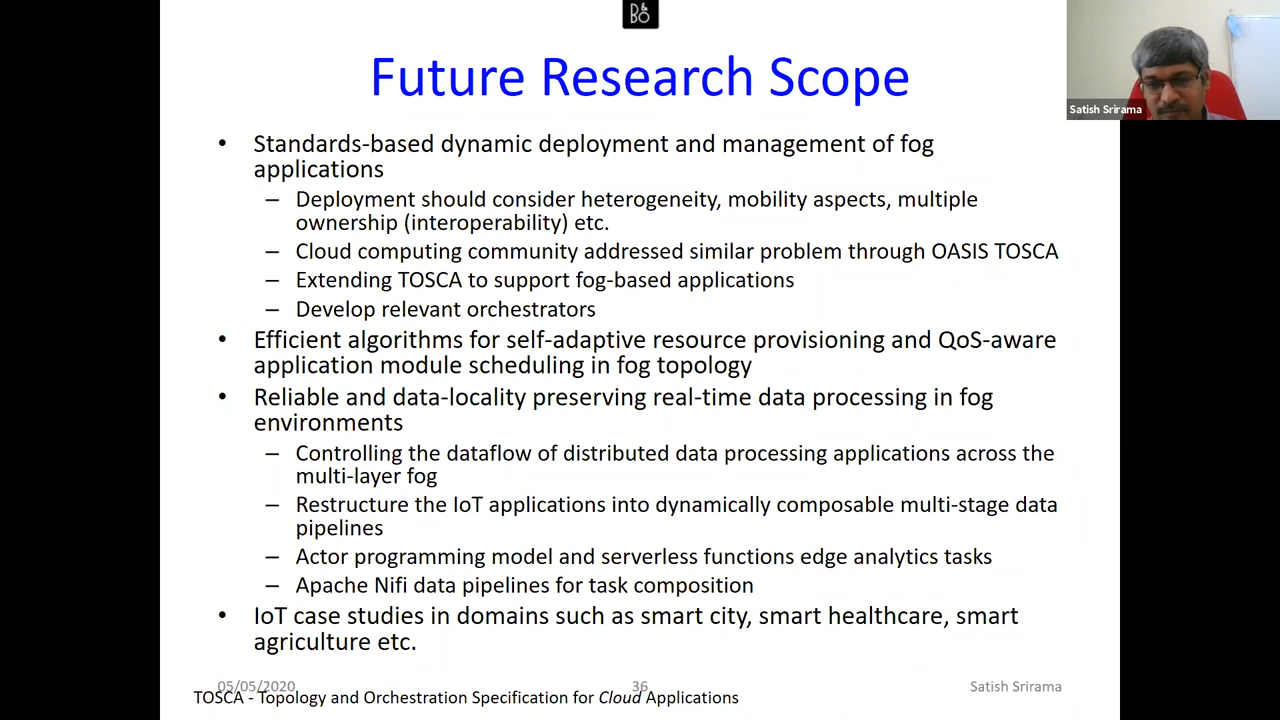 B&O
Future Research Scope
Satish Srirama
• Standards-based dynamic deployment and management of fog
applications
– Deployment should consider heterogeneity, mobility aspects, multiple
ownership (interoperability) etc.
– Cloud computing community addressed similar problem through OASIS TOSCA
– Extending TOSCA to support fog-based applications
– Develop relevant orchestrators
• Efficient algorithms for self-adaptive resource provisioning and QoS-aware
application module scheduling in fog topology
• Reliable and data-locality preserving real-time data processing in fog
environments
– Controlling the dataflow of distributed data processing applications across the
multi-layer fog
– Restructure the IoT applications into dynamically composable multi-stage data
pipelines
– Actor programming model and serverless functions edge analytics tasks
– Apache Nifi data pipelines for task composition
• IoT case studies in domains such as smart city, smart healthcare, smart
agriculture etc.
05/05/2020 36 Satish Srirama
TOSCA - Topology and Orchestration Specification for Cloud Applications